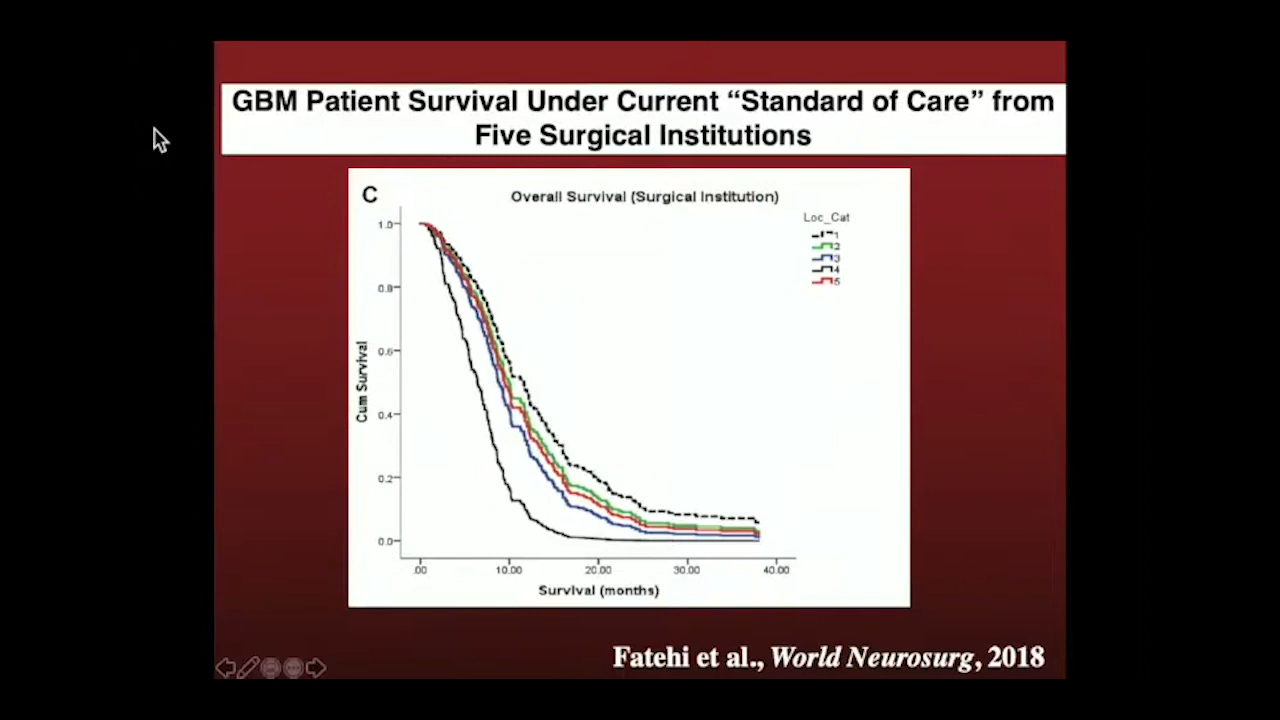 GBM Patient Survival Under Current “Standard of Care” from
Five Surgical Institutions
C
Overall Survival (Surgical Institution)
Loc_Cat
1
2
3
4
5
Cum Survival
1.0
0.8
0.6
0.4
0.2
0.0
.00 10.00 20.00 30.00 40.00
Survival (months)
Fatehi et al., World Neurosurg, 2018